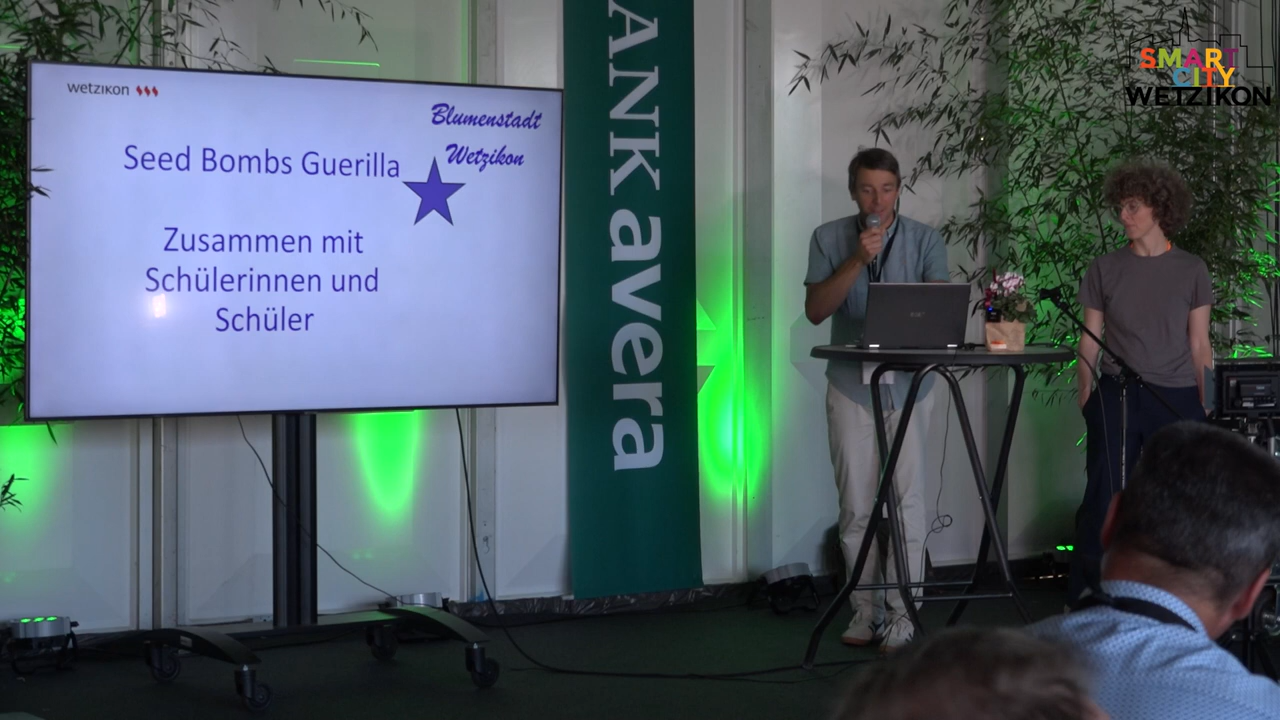 wetzikon
Blumenstadt
Wetzikon
Seed Bombs Guerilla
Zusammen mit
Schülerinnen und
Schüler
ANK avera
SMART
CITY
WETZIKON